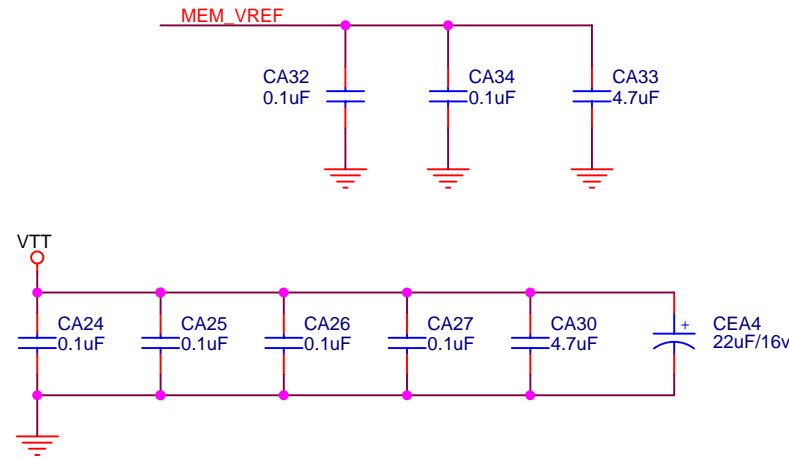 MEM_VREF
CA32
0.1uF
CA34
0.1uF
CA33
4.7uF
VTT
CA24
0.1uF
CA25
0.1uF
CA26
0.1uF
CA27
0.1uF
CA30
4.7uF
+
CEA4
22uF/16v